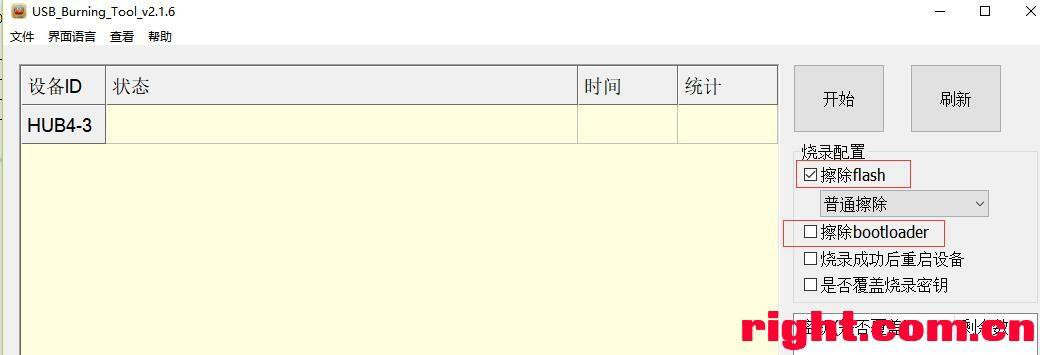 USB_Burning_Tool_v2.1.6
文件 界面语言 查看 帮助
设备ID 状态 时间 统计
HUB4-3
开始 刷新
烧录配置
擦除flash
普通擦除
擦除bootloader
烧录成功后重启设备
是否覆盖烧录密钥
right.com.cn